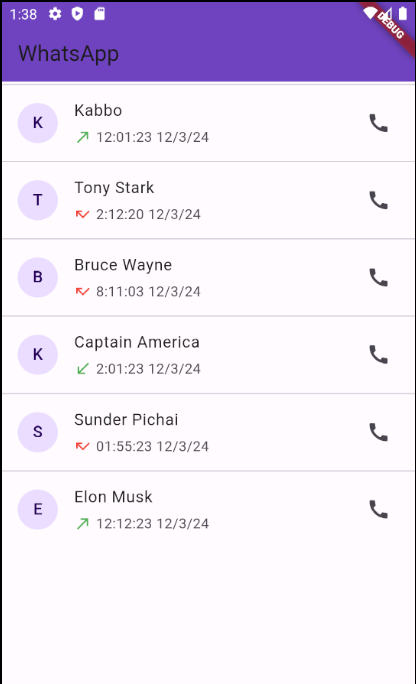 1:38
DEBUG
WhatsApp
K
Kabbo
12:01:23 12/3/24
T
Tony Stark
2:12:20 12/3/24
B
Bruce Wayne
8:11:03 12/3/24
K
Captain America
2:01:23 12/3/24
S
Sunder Pichai
01:55:23 12/3/24
E
Elon Musk
12:12:23 12/3/24